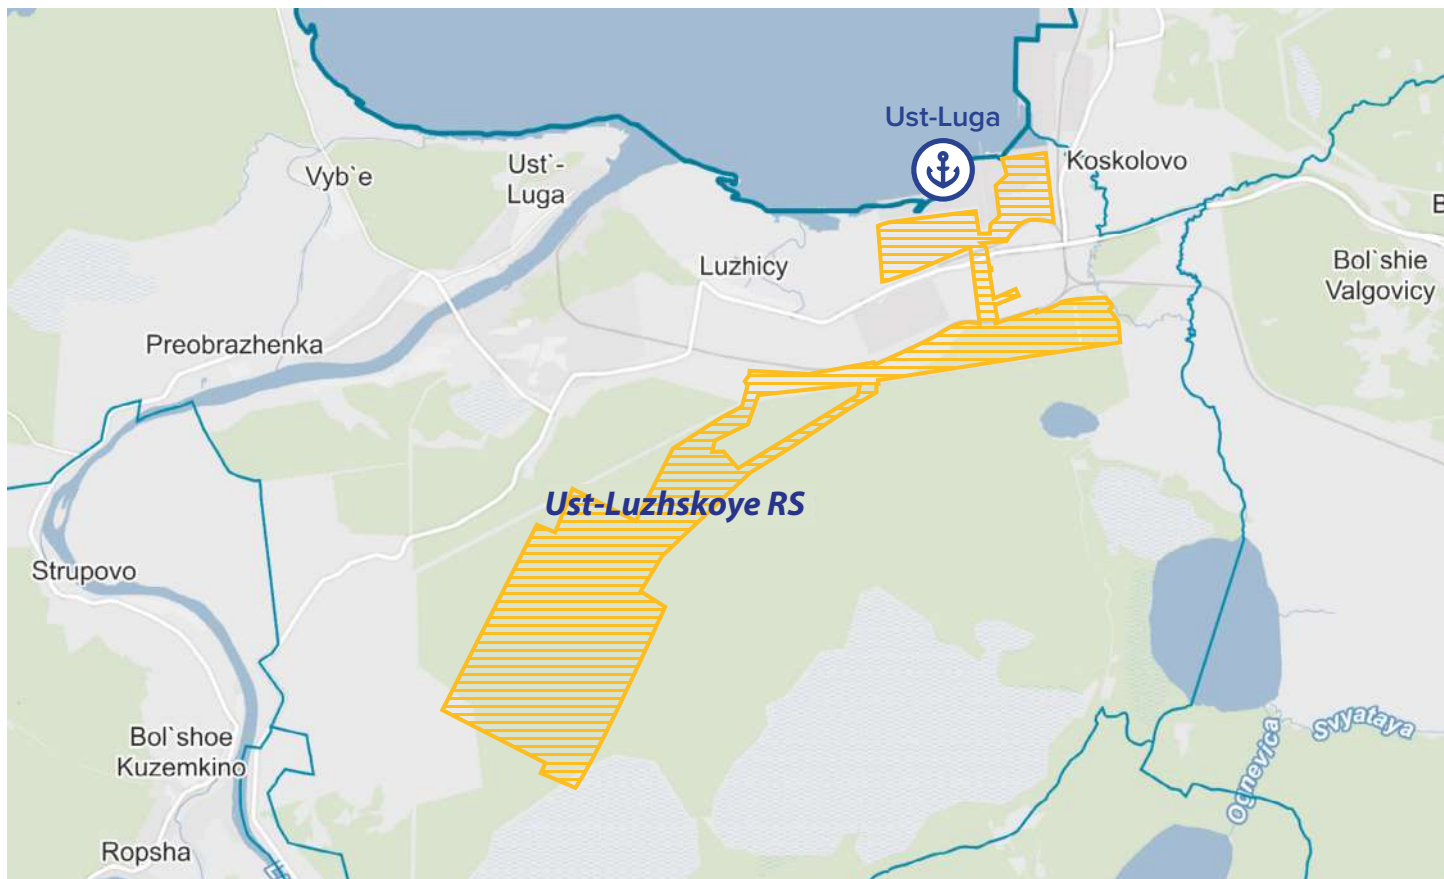 Ust-Luga
Koskolovo
Ust`-
Luga
Vyb`e
Luzhicy
Bol`shie
Valgovicy
Preobrazhenka
Ust-Luzhskoye RS
Strupovo
Svyataya
Ognevica
Bol`shoe
Kuzemkino
Ropsha